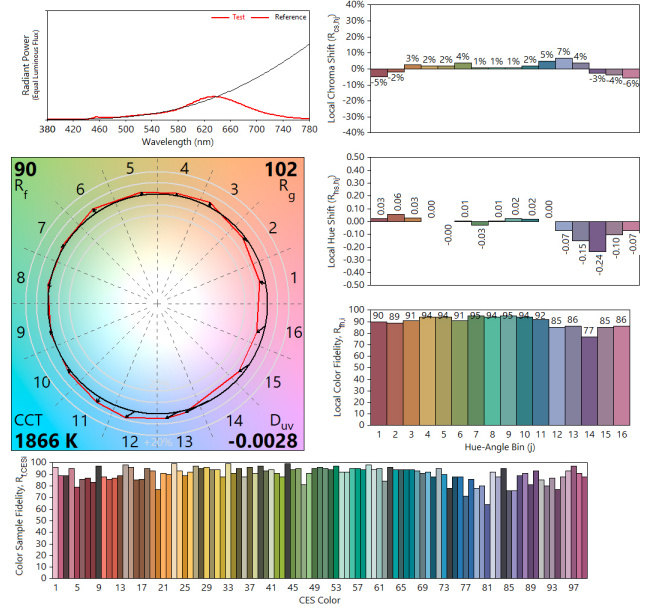 Radiant Power
(Equal Luminous Flux)
Test
Reference
380 420 460 500 540 580 620 660 700 740 780
Wavelength (nm)
Local Chroma Shift (Rcs,hj)
40%
30%
20%
10%
0%
-10%
-20%
-30%
-40%
-5% -2% 3% 2% 2% 4% 1% 1% 1% 2% 5% 7% 4% -3% -4% -6%
90
Rf
102
Rg
CCT
1866 K
Duv
-0.0028
+20%
1 2 3 4 5 6 7 8 9 10 11 12 13 14 15 16
Local Hue Shift (Rhs,hj)
0.50
0.40
0.30
0.20
0.10
0.00
-0.10
-0.20
-0.30
-0.40
-0.50
0.03 0.06 0.03 0.00 -0.00 0.01 -0.03 0.01 0.02 0.02 0.00 -0.07 -0.15 -0.24 -0.10 -0.07
Local Color Fidelity, Rfh,i
100
90
80
70
60
50
40
30
20
10
0
90 89 91 94 94 91 95 94 95 94 92 85 86 77 85 86
1 2 3 4 5 6 7 8 9 10 11 12 13 14 15 16
Hue-Angle Bin (j)
Color Sample Fidelity, Rf,CESi
100
90
80
70
60
50
40
30
20
10
0
1 5 9 13 17 21 25 29 33 37 41 45 49 53 57 61 65 69 73 77 81 85 89 93 97
CES Color